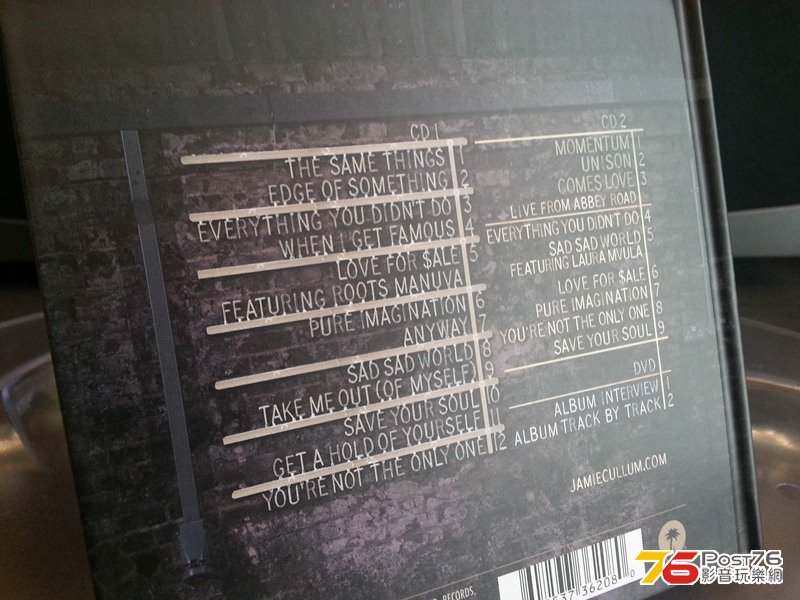 CD 1
THE SAME THINGS 1
EDGE OF SOMETHING 2
EVERYTHING YOU DIDN'T DO 3
WHEN I GET FAMOUS 4
LOVE FOR $ALE 5
FEATURING ROOTS MANUVA
PURE IMAGINATION 6
ANYWAY 7
SAD SAD WORLD 8
TAKE ME OUT (OF MYSELF)
SAVE YOUR SOUL 10
GET A HOLD OF YOURSELF 11
YOU'RE NOT THE ONLY ONE 12
CD 2
MOMENTUM 1
UNISON 2
COMES LOVE 3
LIVE FROM ABBEY ROAD
EVERYTHING YOU DIDN'T DO 4
SAD SAD WORLD 5
FEATURING LAURA MVULA
LOVE FOR $ALE 6
PURE IMAGINATION 7
YOU'RE NOT THE ONLY ONE 8
SAVE YOUR SOUL 9
DVD
ALBUM INTERVIEW 1
ALBUM TRACK BY TRACK 2
JAMIECULLUM.COM
RECORDS.
537 36208 0
76 Post76
影音玩樂網